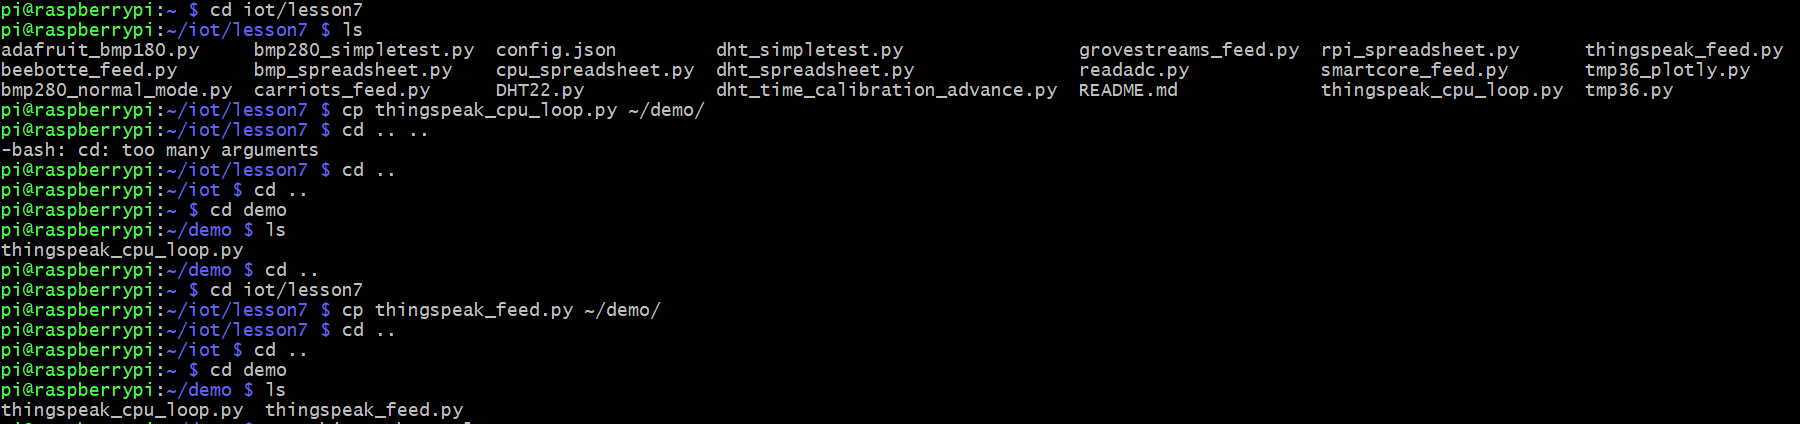 pi@raspberrypi:~ $ cd iot/lesson7
pi@raspberrypi:~/iot/lesson7 $ ls
adafruit_bmp180.py     bmp280_simpletest.py  config.json         dht_simpletest.py                grovestreams_feed.py  rpi_spreadsheet.py      thingspeak_feed.py
beebotte_feed.py       bmp_spreadsheet.py    cpu_spreadsheet.py  dht_spreadsheet.py               readadc.py            smartcore_feed.py       tmp36_plotly.py
bmp280_normal_mode.py  carriots_feed.py      DHT22.py            dht_time_calibration_advance.py  README.md             thingspeak_cpu_loop.py  tmp36.py
pi@raspberrypi:~/iot/lesson7 $ cp thingspeak_cpu_loop.py ~/demo/
pi@raspberrypi:~/iot/lesson7 $ cd .. ..
-bash: cd: too many arguments
pi@raspberrypi:~/iot/lesson7 $ cd ..
pi@raspberrypi:~/iot $ cd ..
pi@raspberrypi:~ $ cd demo
pi@raspberrypi:~/demo $ ls
thingspeak_cpu_loop.py
pi@raspberrypi:~/demo $ cd ..
pi@raspberrypi:~ $ cd iot/lesson7
pi@raspberrypi:~/iot/lesson7 $ cp thingspeak_feed.py ~/demo/
pi@raspberrypi:~/iot/lesson7 $ cd ..
pi@raspberrypi:~/iot $ cd ..
pi@raspberrypi:~ $ cd demo
pi@raspberrypi:~/demo $ ls
thingspeak_cpu_loop.py  thingspeak_feed.py